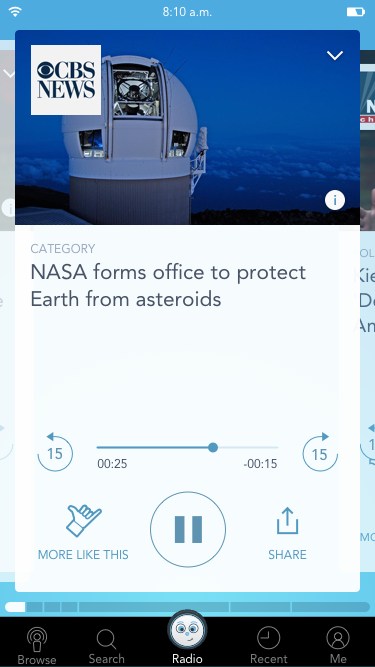 8:10 a.m.
CBS
NEWS
i
CATEGORY
NASA forms office to protect
Earth from asteroids
15
15
00:25
-00:15
MORE LIKE THIS
SHARE
Browse
Search
Radio
Recent
Me